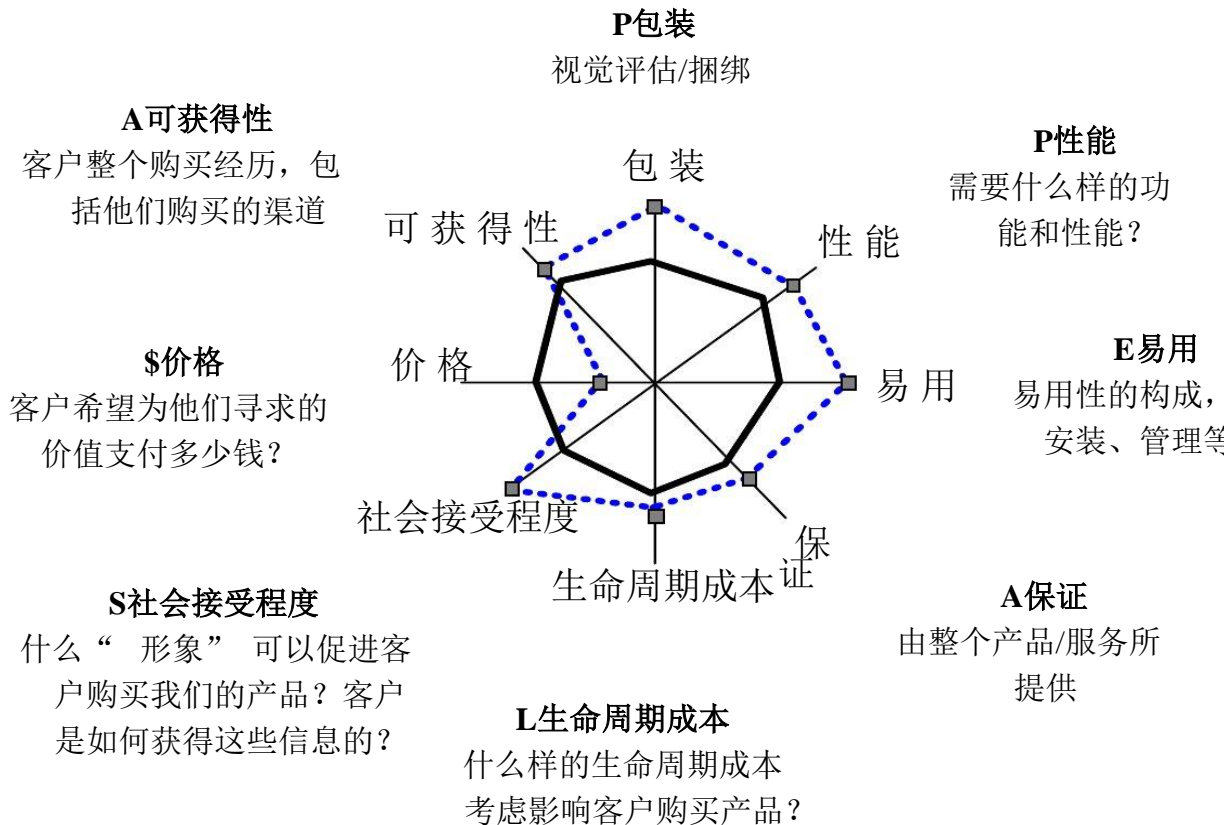 P包装
视觉评估/捆绑
A可获得性
客户整个购买经历，包
括他们购买的渠道
P性能
需要什么样的功
能和性能？
包 装
可 获 得 性
性 能
$价格
客户希望为他们寻求的
价值支付多少钱？
价 格
易 用
E易用
易用性的构成，
安装、管理等
社会接受程度
保
证
生命周期成本
S社会接受程度
什么“ 形象” 可以促进客
户购买我们的产品？客户
是如何获得这些信息的？
A保证
由整个产品/服务所
提供
L生命周期成本
什么样的生命周期成本
考虑影响客户购买产品？